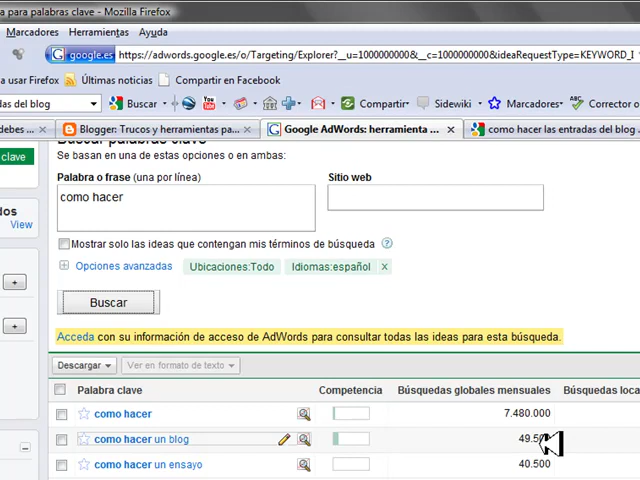 a para palabras clave - Mozilla Firefox
Marcadores Herramientas Ayuda
google.es https://adwords.google.es/o/Targeting/Explorer?__u=1000000000&__c=1000000000&ideaRequestType=KEYWORD_I
a usar Firefox Últimas noticias Compartir en Facebook
das del blog Buscar Compartir Sidewiki Marcadores Corrector o
debes ... Blogger: Trucos y herramientas pa... Google AdWords: herramienta ... como hacer las entradas del blog
clave Buscar palabras clave
Se basan en una de estas opciones o en ambas:
Palabra o frase (una por línea) Sitio web
como hacer
dos
View
Mostrar solo las ideas que contengan mis términos de búsqueda ?
Opciones avanzadas Ubicaciones:Todo Idiomas:español x
Buscar
Acceda con su información de acceso de AdWords para consultar todas las ideas para esta búsqueda.
Descargar Ver en formato de texto
Palabra clave Competencia Búsquedas globales mensuales Búsquedas loca
como hacer 7.480.000
como hacer un blog 49.5
como hacer un ensayo 40.500